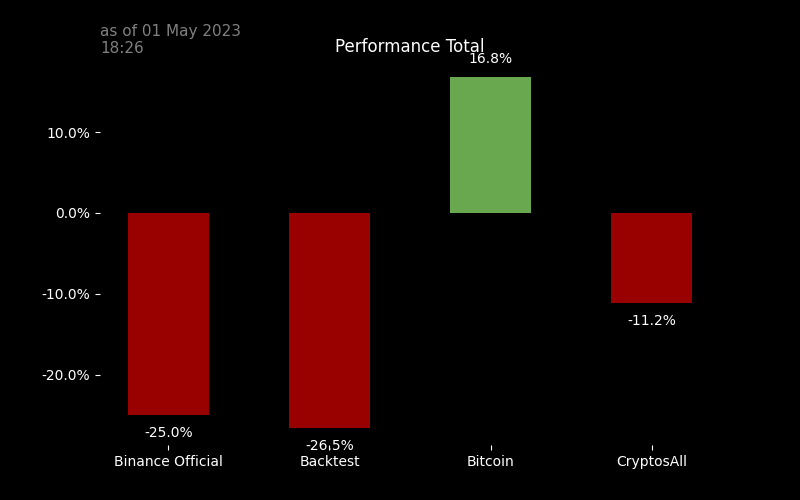 as of 01 May 2023
18:26
Performance Total
16.8%
10.0%
0.0%
-10.0%
-11.2%
-20.0%
-25.0%
-26.5%
Binance Official
Backtest
Bitcoin
CryptosAll